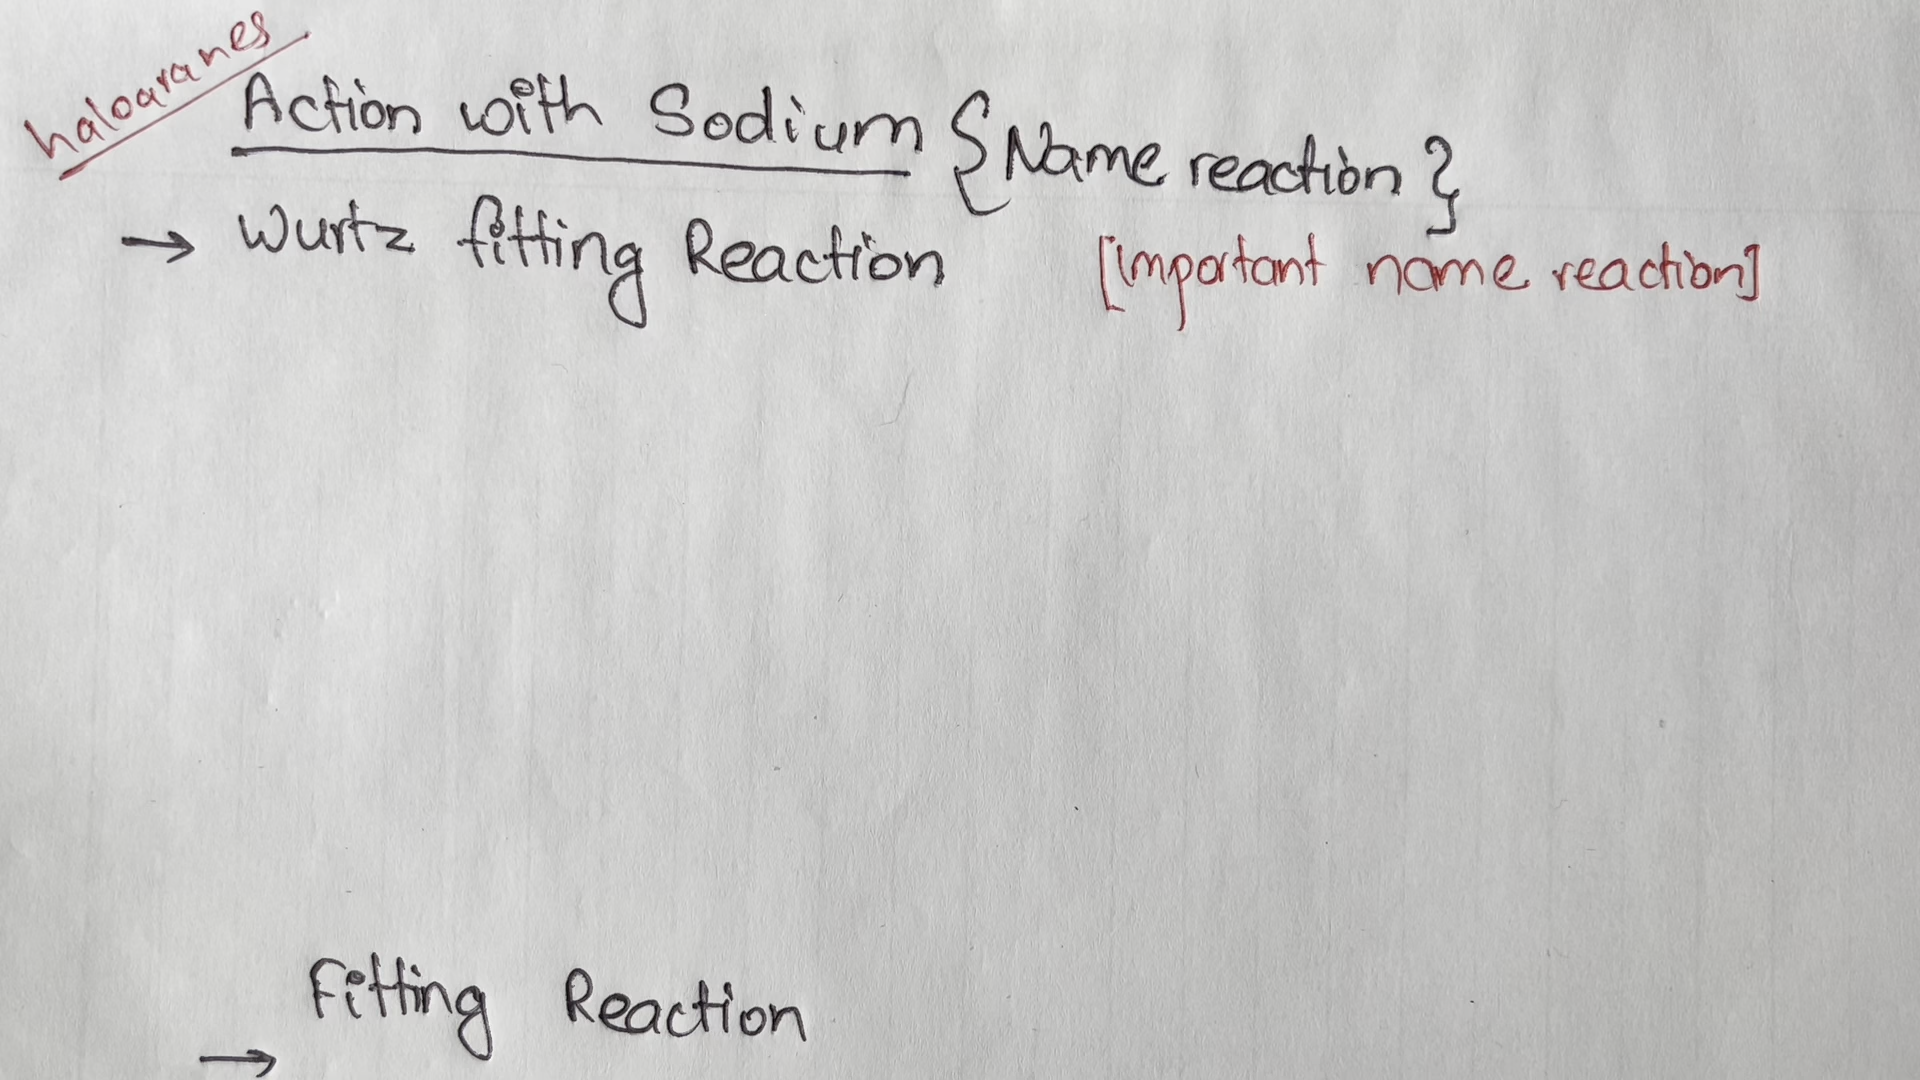 haloaranes
Action with Sodium {Name reaction}
→ Wurtz fitting Reaction [Important name reaction]
Fitting Reaction
→